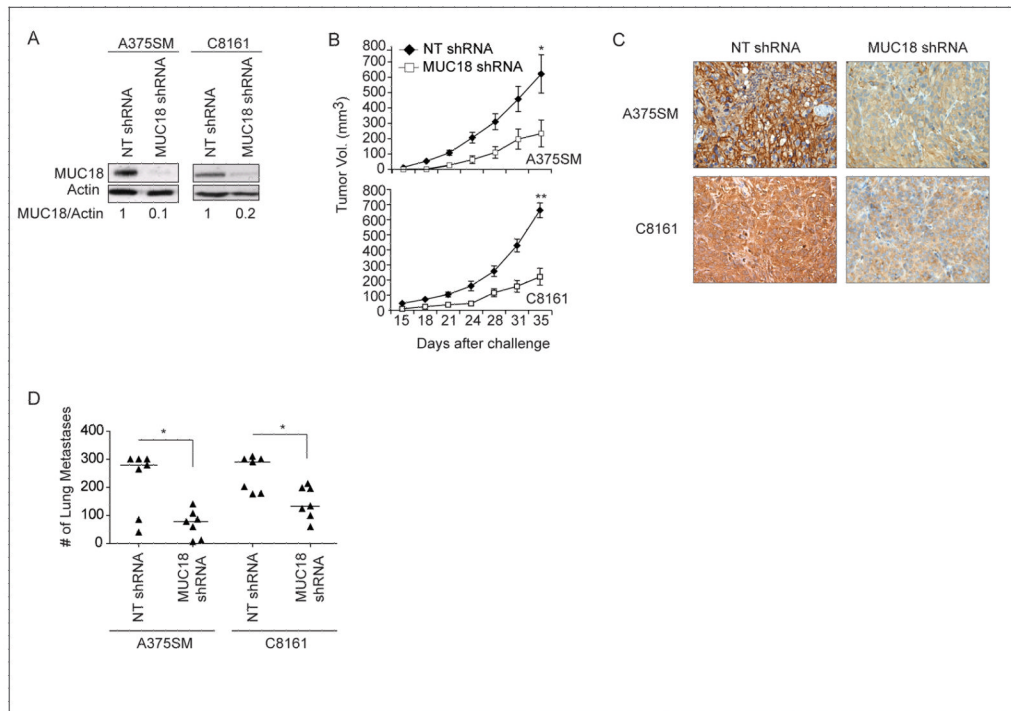 A
A375SM
C8161
NT shRNA
MUC18 shRNA
NT shRNA
MUC18 shRNA
MUC18
Actin
MUC18/Actin 1 0.1 1 0.2
B
NT shRNA
MUC18 shRNA
Tumor Vol. (mm3)
800
700
600
500
400
300
200
100
0
*
A375SM
800
700
600
500
400
300
200
100
0
**
C8161
15 18 21 24 28 31 35
Days after challenge
C
NT shRNA MUC18 shRNA
A375SM
C8161
D
# of Lung Metastases
400
300
200
100
0
* *
NT shRNA
MUC18
shRNA
NT shRNA
MUC18
shRNA
A375SM C8161